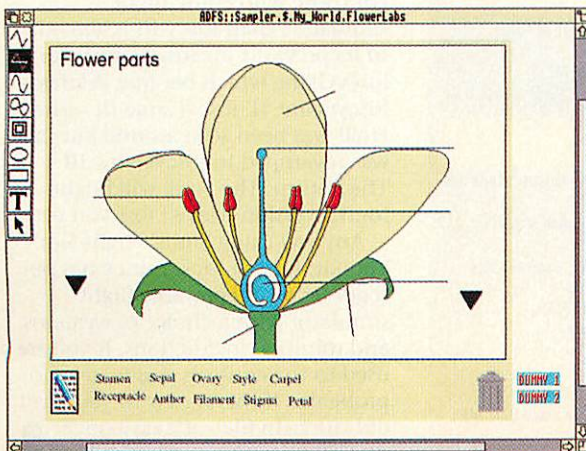 ADFS::Sampler.$.My_World.FlowerLabs
Flower parts
T
Stamen Sepal Ovary Style Carpel
Receptacle Anther Filament Stigma Petal
DUMMY 1
DUMMY 2